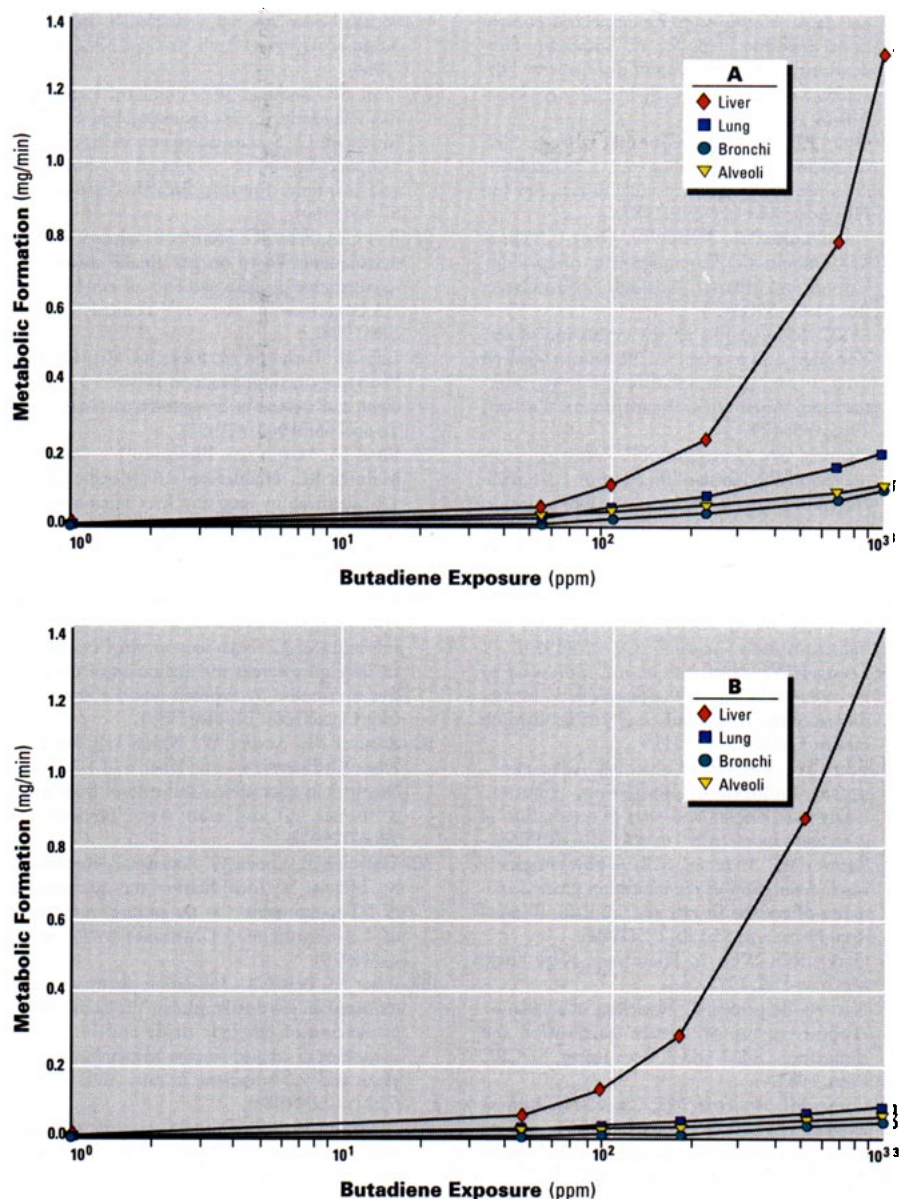 1.4
1.2
1.0
0.8
0.6
0.4
0.2
0.0
Metabolic Formation (mg/min)
A
Liver
Lung
Bronchi
Alveoli
10⁰
10¹
10²
10³
Butadiene Exposure (ppm)
1.4
1.2
1.0
0.8
0.6
0.4
0.2
0.0
Metabolic Formation (mg/min)
B
Liver
Lung
Bronchi
Alveoli
10⁰
10¹
10²
10³
Butadiene Exposure (ppm)